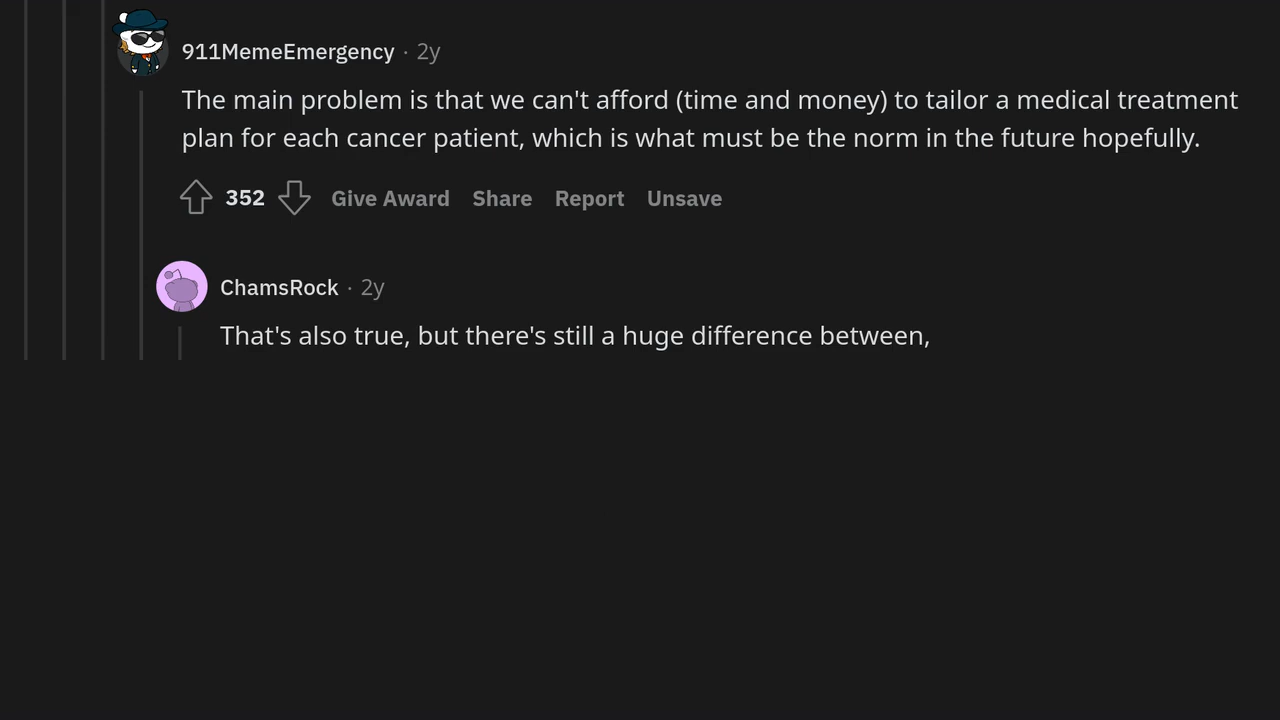 911MemeEmergency · 2y
The main problem is that we can't afford (time and money) to tailor a medical treatment
plan for each cancer patient, which is what must be the norm in the future hopefully.
352 Give Award Share Report Unsave
ChamsRock · 2y
That's also true, but there's still a huge difference between,